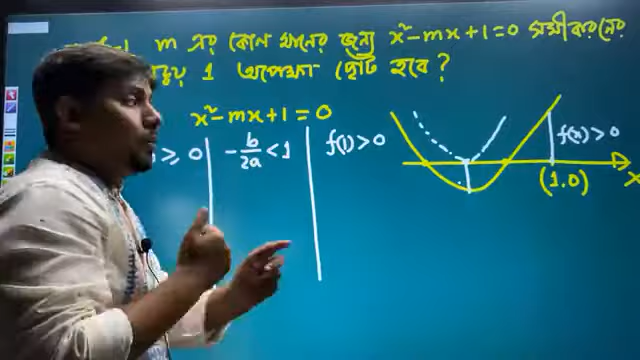 m এর কোন মানের জন্য x²-mx+1=0 সমীকরণের
1 অপেক্ষা ছোট হবে?
x²-mx+1=0
≥ 0
-b/2a < 1
f(1) > 0
f(x) > 0
(1.0)
X